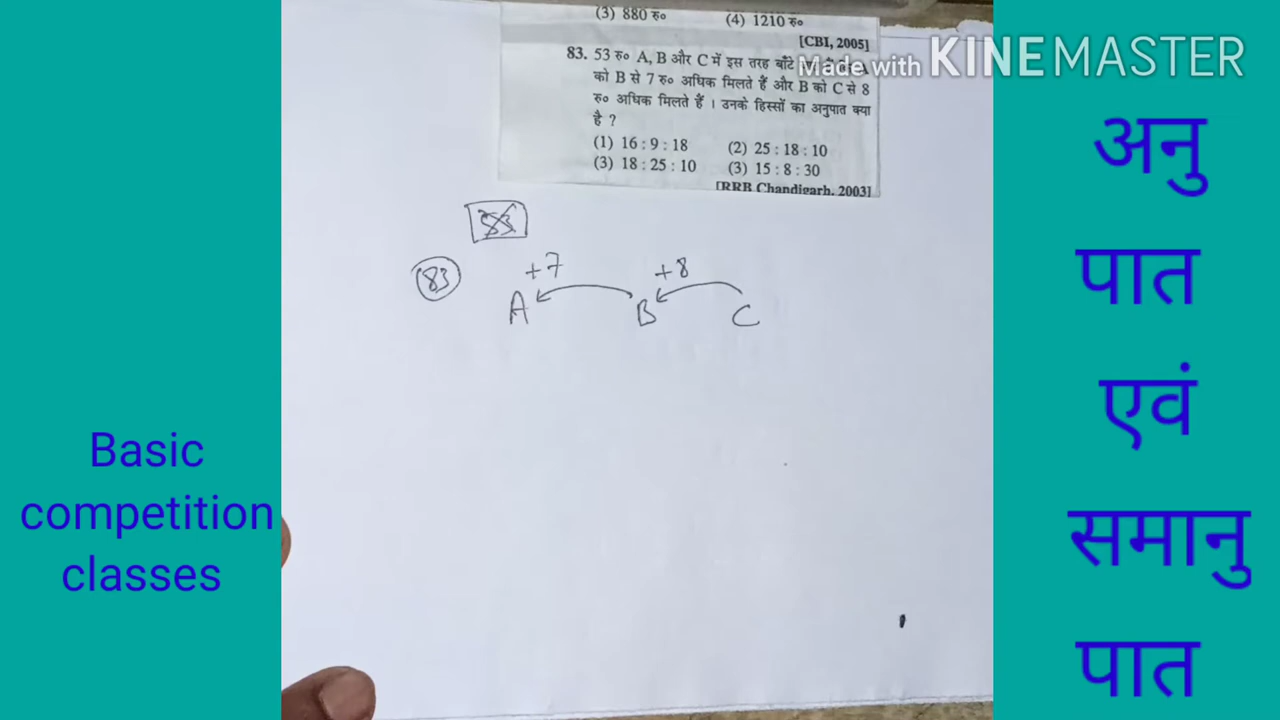 (3) 880 रु० (4) 1210 रु०
[CBI, 2005]
83. 53 रु० A, B और C में इस तरह बाँटे
को B से 7 रु० अधिक मिलते हैं और B को C से 8
रु० अधिक मिलते हैं । उनके हिस्सों का अनुपात क्या
है ?
(1) 16 : 9 : 18 (2) 25 : 18 : 10
(3) 18 : 25 : 10 (3) 15 : 8 : 30
[RRB Chandigarh, 2003]
Made with KINEMASTER
53
83 +7 +8
A B C
Basic
competition
classes
अनु
पात
एवं
समानु
पात